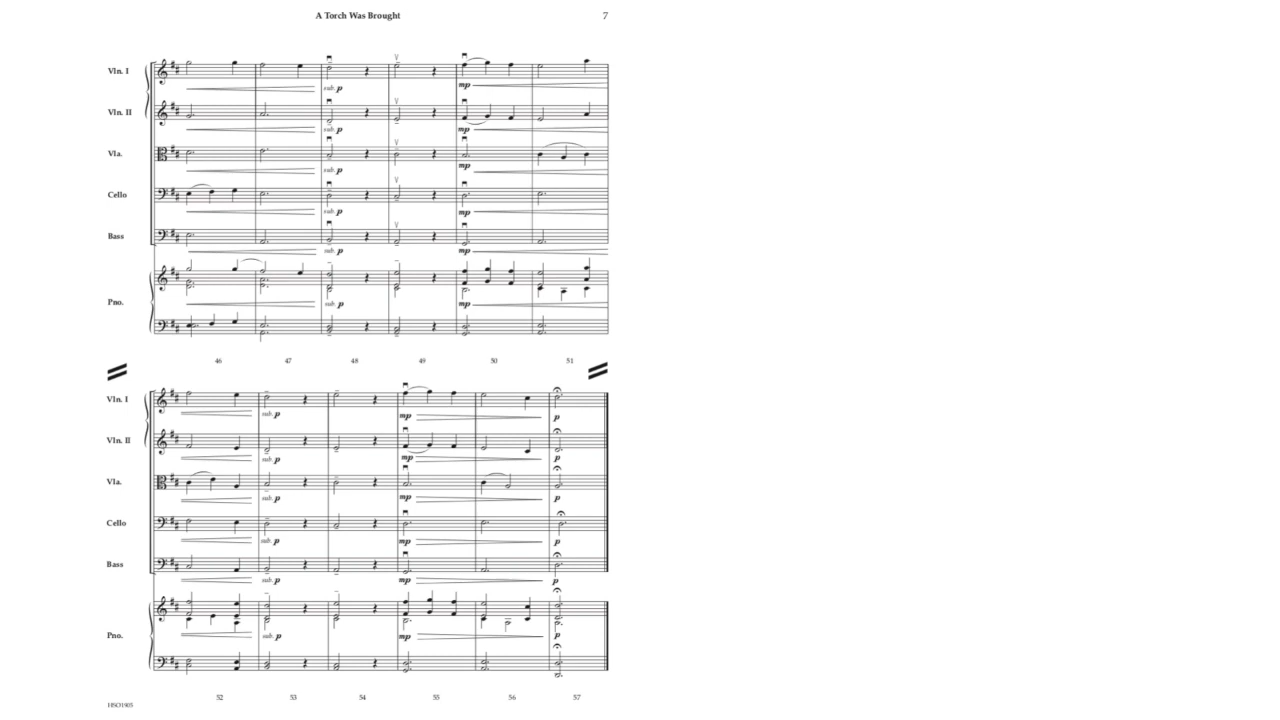 A Torch Was Brought
7
Vln. I
sub. p
mp
Vln. II
sub. p
mp
Vla.
sub. p
mp
Cello
sub. p
mp
Bass
sub. p
mp
Pno.
sub. p
mp
46 47 48 49 50 51
Vln. I
sub. p
mp
p
Vln. II
sub. p
mp
p
Vla.
sub. p
mp
p
Cello
sub. p
mp
p
Bass
sub. p
mp
p
Pno.
sub. p
mp
p
52 53 54 55 56 57
HSO1905